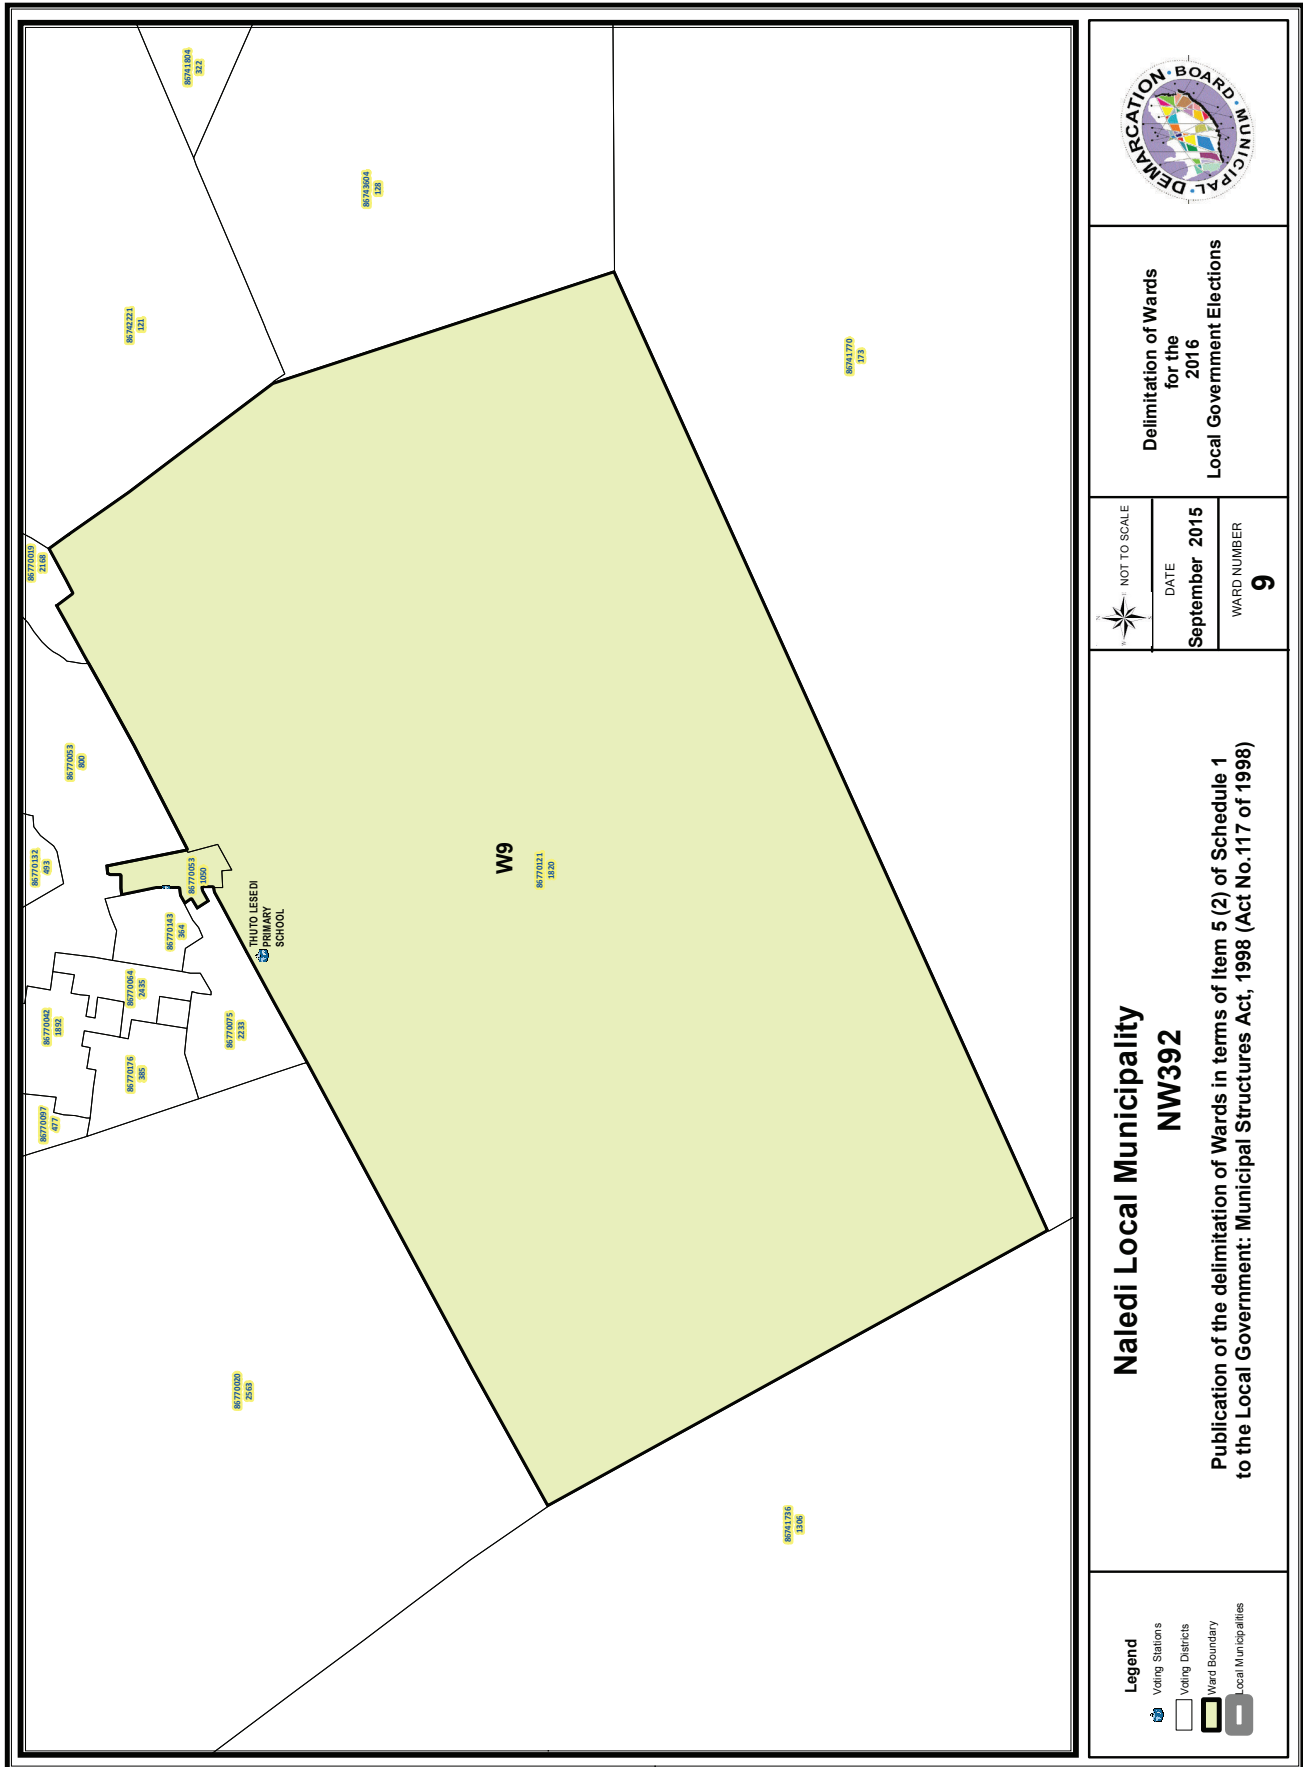 86770097
477
86770042
1892
86770132
493
86770019
2168
86770053
800
86741804
322
86742221
121
86770176
385
86770064
2435
86770143
364
86770053
1050
86770075
2233
86770020
2563
THUTO LESEDI
PRIMARY
SCHOOL
86743604
128
W9
86770121
1820
86741736
1306
86741770
173
Legend
Voting Stations
Voting Districts
Ward Boundary
Local Municipalities
Naledi Local Municipality
NW392
Publication of the delimitation of Wards in terms of Item 5 (2) of Schedule 1
to the Local Government: Municipal Structures Act, 1998 (Act No.117 of 1998)
N
W
E
S
NOT TO SCALE
DATE
September 2015
WARD NUMBER
9
Delimitation of Wards
for the
2016
Local Government Elections
MUNICIPAL · DEMARCATION · BOARD ·